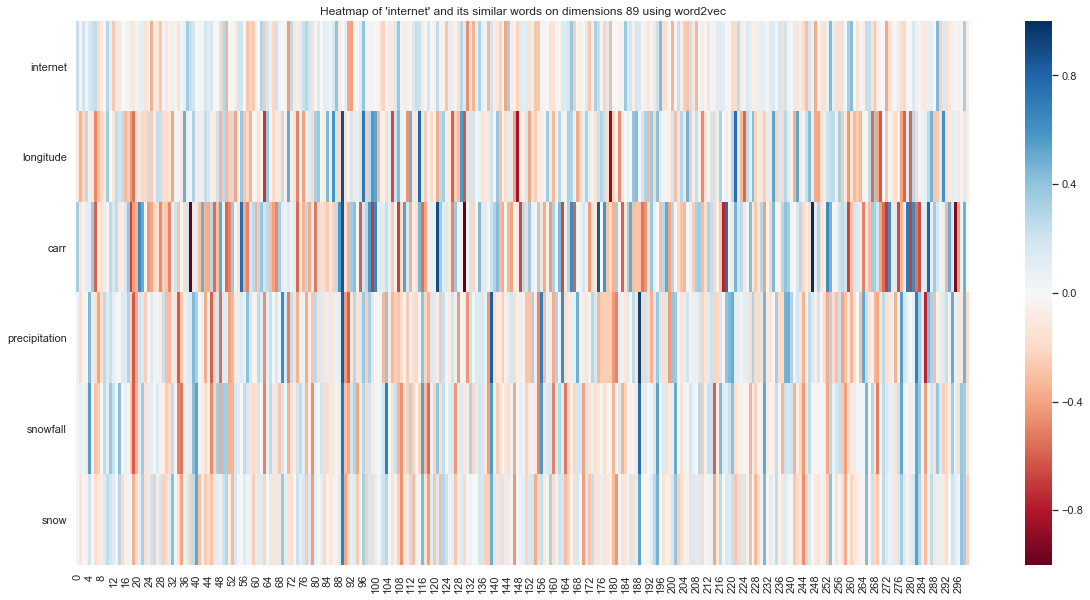 Heatmap of 'internet' and its similar words on dimensions 89 using word2vec
internet
longitude
carr
precipitation
snowfall
snow
0.8
0.4
0.0
−0.4
−0.8
0 4 8 12 16 20 24 28 32 36 40 44 48 52 56 60 64 68 72 76 80 84 88 92 96 100 104 108 112 116 120 124 128 132 136 140 144 148 152 156 160 164 168 172 176 180 184 188 192 196 200 204 208 212 216 220 224 228 232 236 240 244 248 252 256 260 264 268 272 276 280 284 288 292 296